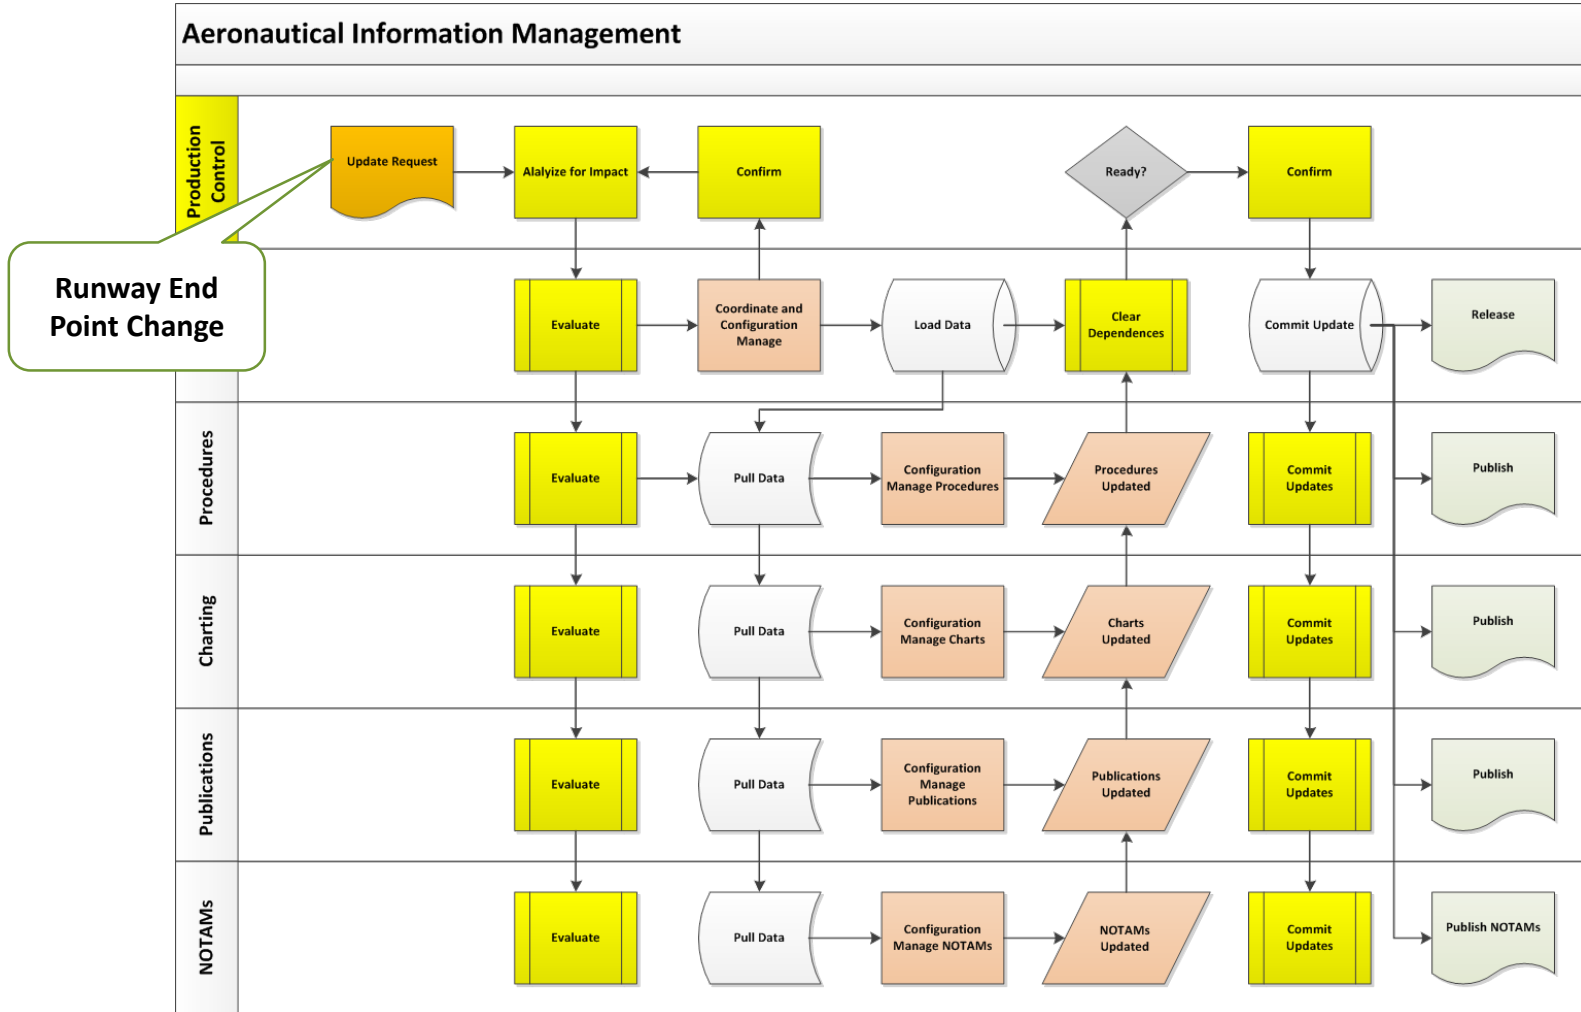 Aeronautical Information Management
Production
Control
Update Request
Alalyize for Impact
Confirm
Ready?
Confirm
Runway End
Point Change
Evaluate
Coordinate and
Configuration
Manage
Load Data
Clear
Dependences
Commit Update
Release
Procedures
Evaluate
Pull Data
Configuration
Manage Procedures
Procedures
Updated
Commit
Updates
Publish
Charting
Evaluate
Pull Data
Configuration
Manage Charts
Charts
Updated
Commit
Updates
Publish
Publications
Evaluate
Pull Data
Configuration
Manage
Publications
Publications
Updated
Commit
Updates
Publish
NOTAMs
Evaluate
Pull Data
Configuration
Manage NOTAMs
NOTAMs
Updated
Commit
Updates
Publish NOTAMs